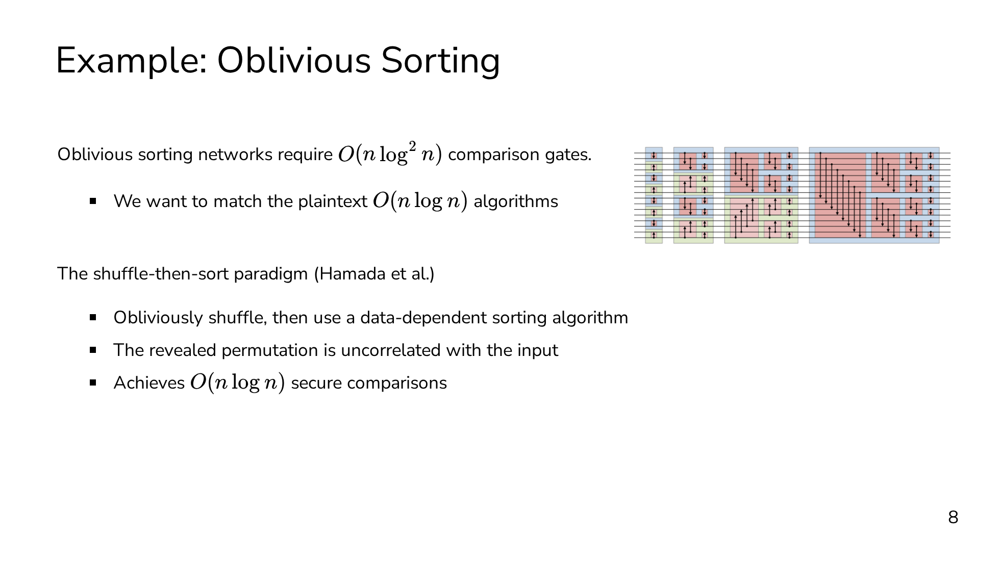 Example: Oblivious Sorting
Oblivious sorting networks require O(n log² n) comparison gates.
▪ We want to match the plaintext O(n log n) algorithms
The shuffle-then-sort paradigm (Hamada et al.)
▪ Obliviously shuffle, then use a data-dependent sorting algorithm
▪ The revealed permutation is uncorrelated with the input
▪ Achieves O(n log n) secure comparisons
8